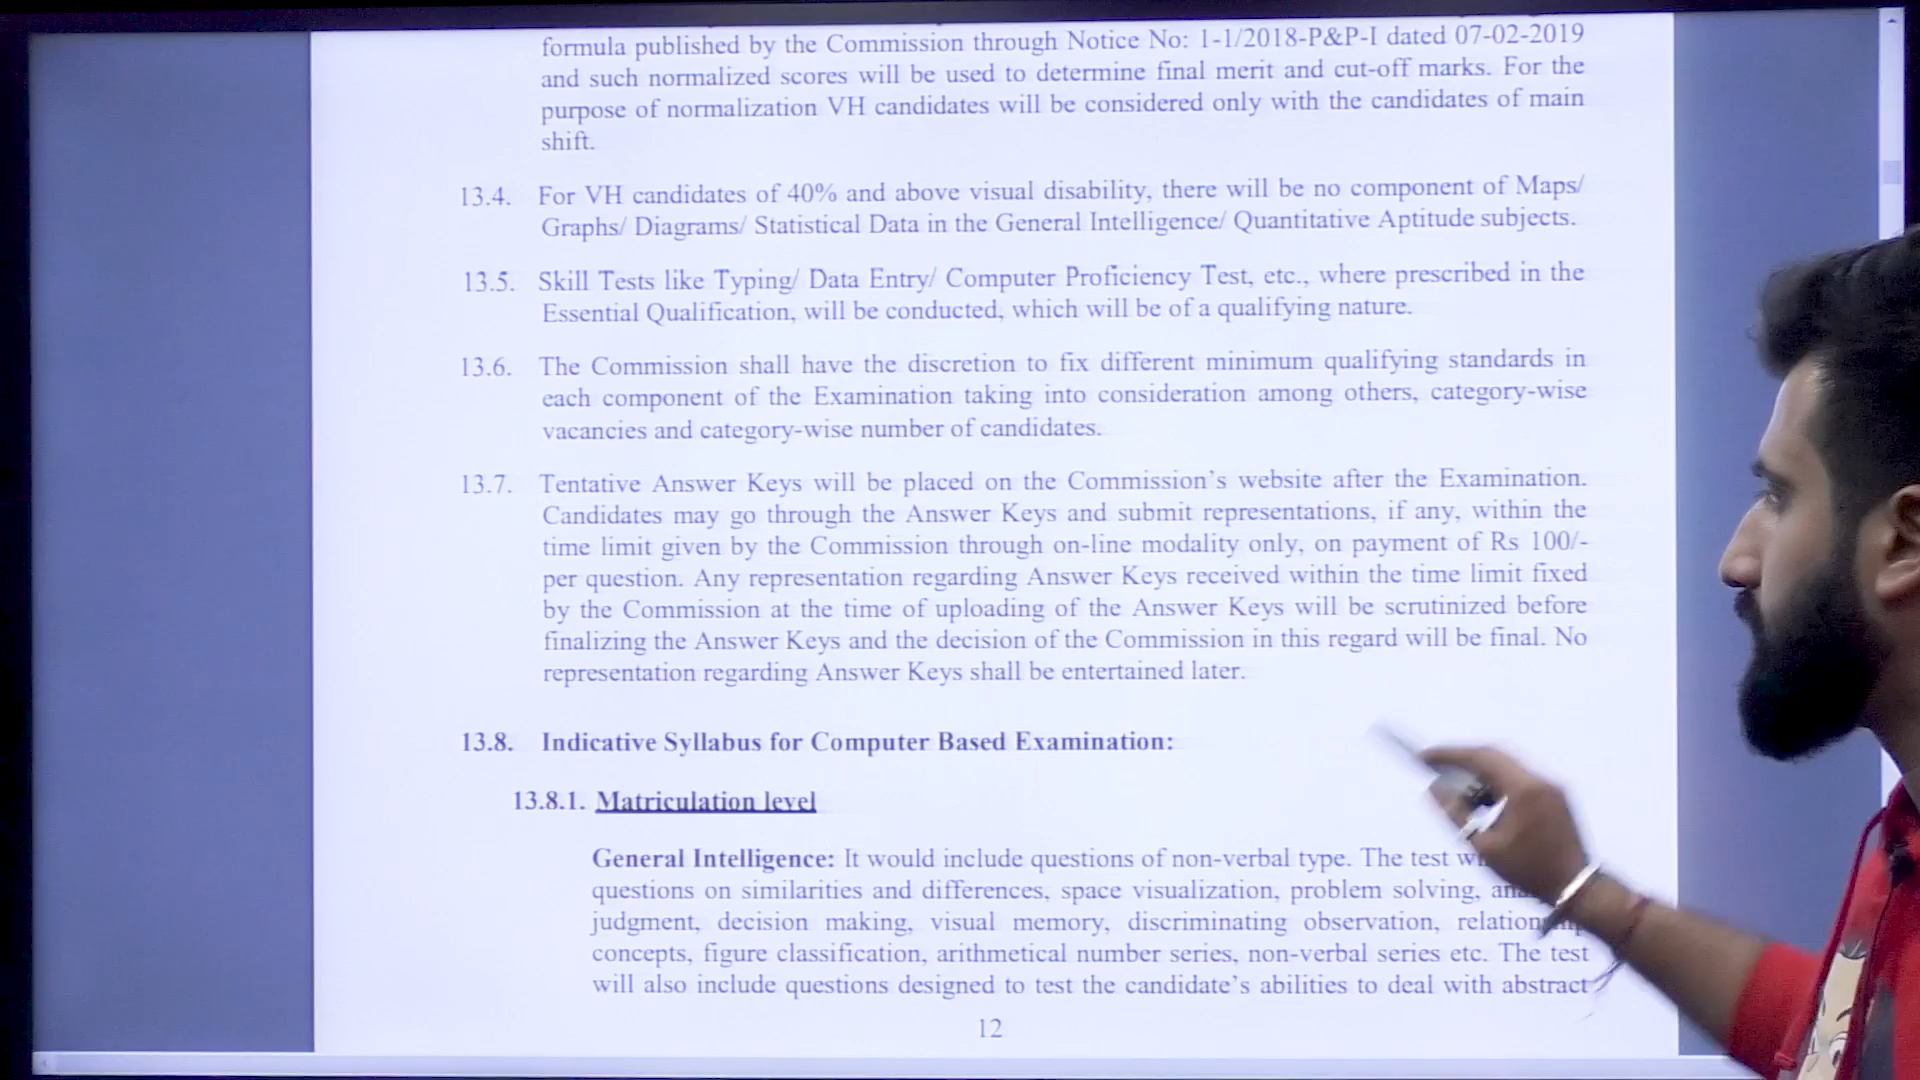 formula published by the Commission through Notice No: 1-1/2018-P&P-I dated 07-02-2019
and such normalized scores will be used to determine final merit and cut-off marks. For the
purpose of normalization VH candidates will be considered only with the candidates of main
shift.
13.4. For VH candidates of 40% and above visual disability, there will be no component of Maps/
Graphs/ Diagrams/ Statistical Data in the General Intelligence/ Quantitative Aptitude subjects.
13.5. Skill Tests like Typing/ Data Entry/ Computer Proficiency Test, etc., where prescribed in the
Essential Qualification, will be conducted, which will be of a qualifying nature.
13.6. The Commission shall have the discretion to fix different minimum qualifying standards in
each component of the Examination taking into consideration among others, category-wise
vacancies and category-wise number of candidates.
13.7. Tentative Answer Keys will be placed on the Commission's website after the Examination.
Candidates may go through the Answer Keys and submit representations, if any, within the
time limit given by the Commission through on-line modality only, on payment of Rs 100/-
per question. Any representation regarding Answer Keys received within the time limit fixed
by the Commission at the time of uploading of the Answer Keys will be scrutinized before
finalizing the Answer Keys and the decision of the Commission in this regard will be final. No
representation regarding Answer Keys shall be entertained later.
13.8. Indicative Syllabus for Computer Based Examination:
13.8.1. Matriculation level
General Intelligence: It would include questions of non-verbal type. The test
questions on similarities and differences, space visualization, problem solving,
judgment, decision making, visual memory, discriminating observation,
concepts, figure classification, arithmetical number series, non-verbal series etc. The test
will also include questions designed to test the candidate's abilities to deal with abstract
12